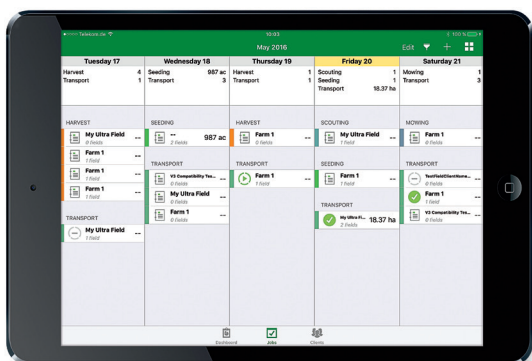 Telekom.de
10:03
100 %
May 2016
Edit
Tuesday 17
Harvest 4
Transport 1
HARVEST
My Ultra Field --
0 fields
Farm 1 --
1 field
Farm 1 --
1 field
Farm 1 --
1 field
TRANSPORT
My Ultra Field --
0 fields
Wednesday 18
Seeding 987 ac
Transport 3
SEEDING
-- 987 ac
2 fields
TRANSPORT
V3 Compatibility Tes... --
0 fields
My Ultra Field --
Farm 1 --
0 fields
Thursday 19
Harvest 1
Transport 1
HARVEST
Farm 1 --
0 fields
TRANSPORT
Farm 1 --
1 field
Friday 20
Scouting 1
Seeding 1
Transport 18.37 ha
SCOUTING
My Ultra Field --
1 field
SEEDING
Farm 1 --
1 field
TRANSPORT
My Ultra Fi... 18.37 ha
2 fields
Saturday 21
Mowing 1
Transport 3
MOWING
Farm 1 --
0 fields
TRANSPORT
TestFieldClientName... --
0 fields
Farm 1 --
1 field
V3 Compatibility Tes... --
0 fields
Dashboard
Jobs
Clients